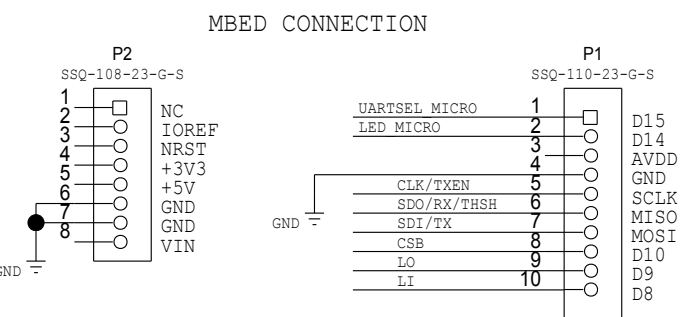 MBED CONNECTION
P2
SSQ-108-23-G-S
1 NC
2 IOREF
3 NRST
4 +3V3
5 +5V
6 GND
7 GND
8 VIN
GND
P1
SSQ-110-23-G-S
UARTSEL_MICRO 1 D15
LED MICRO 2 D14
3 AVDD
4 GND
CLK/TXEN 5 SCLK
SDO/RX/THSH 6 MISO
SDI/TX 7 MOSI
CSB 8 D10
LO 9 D9
LI 10 D8
GND